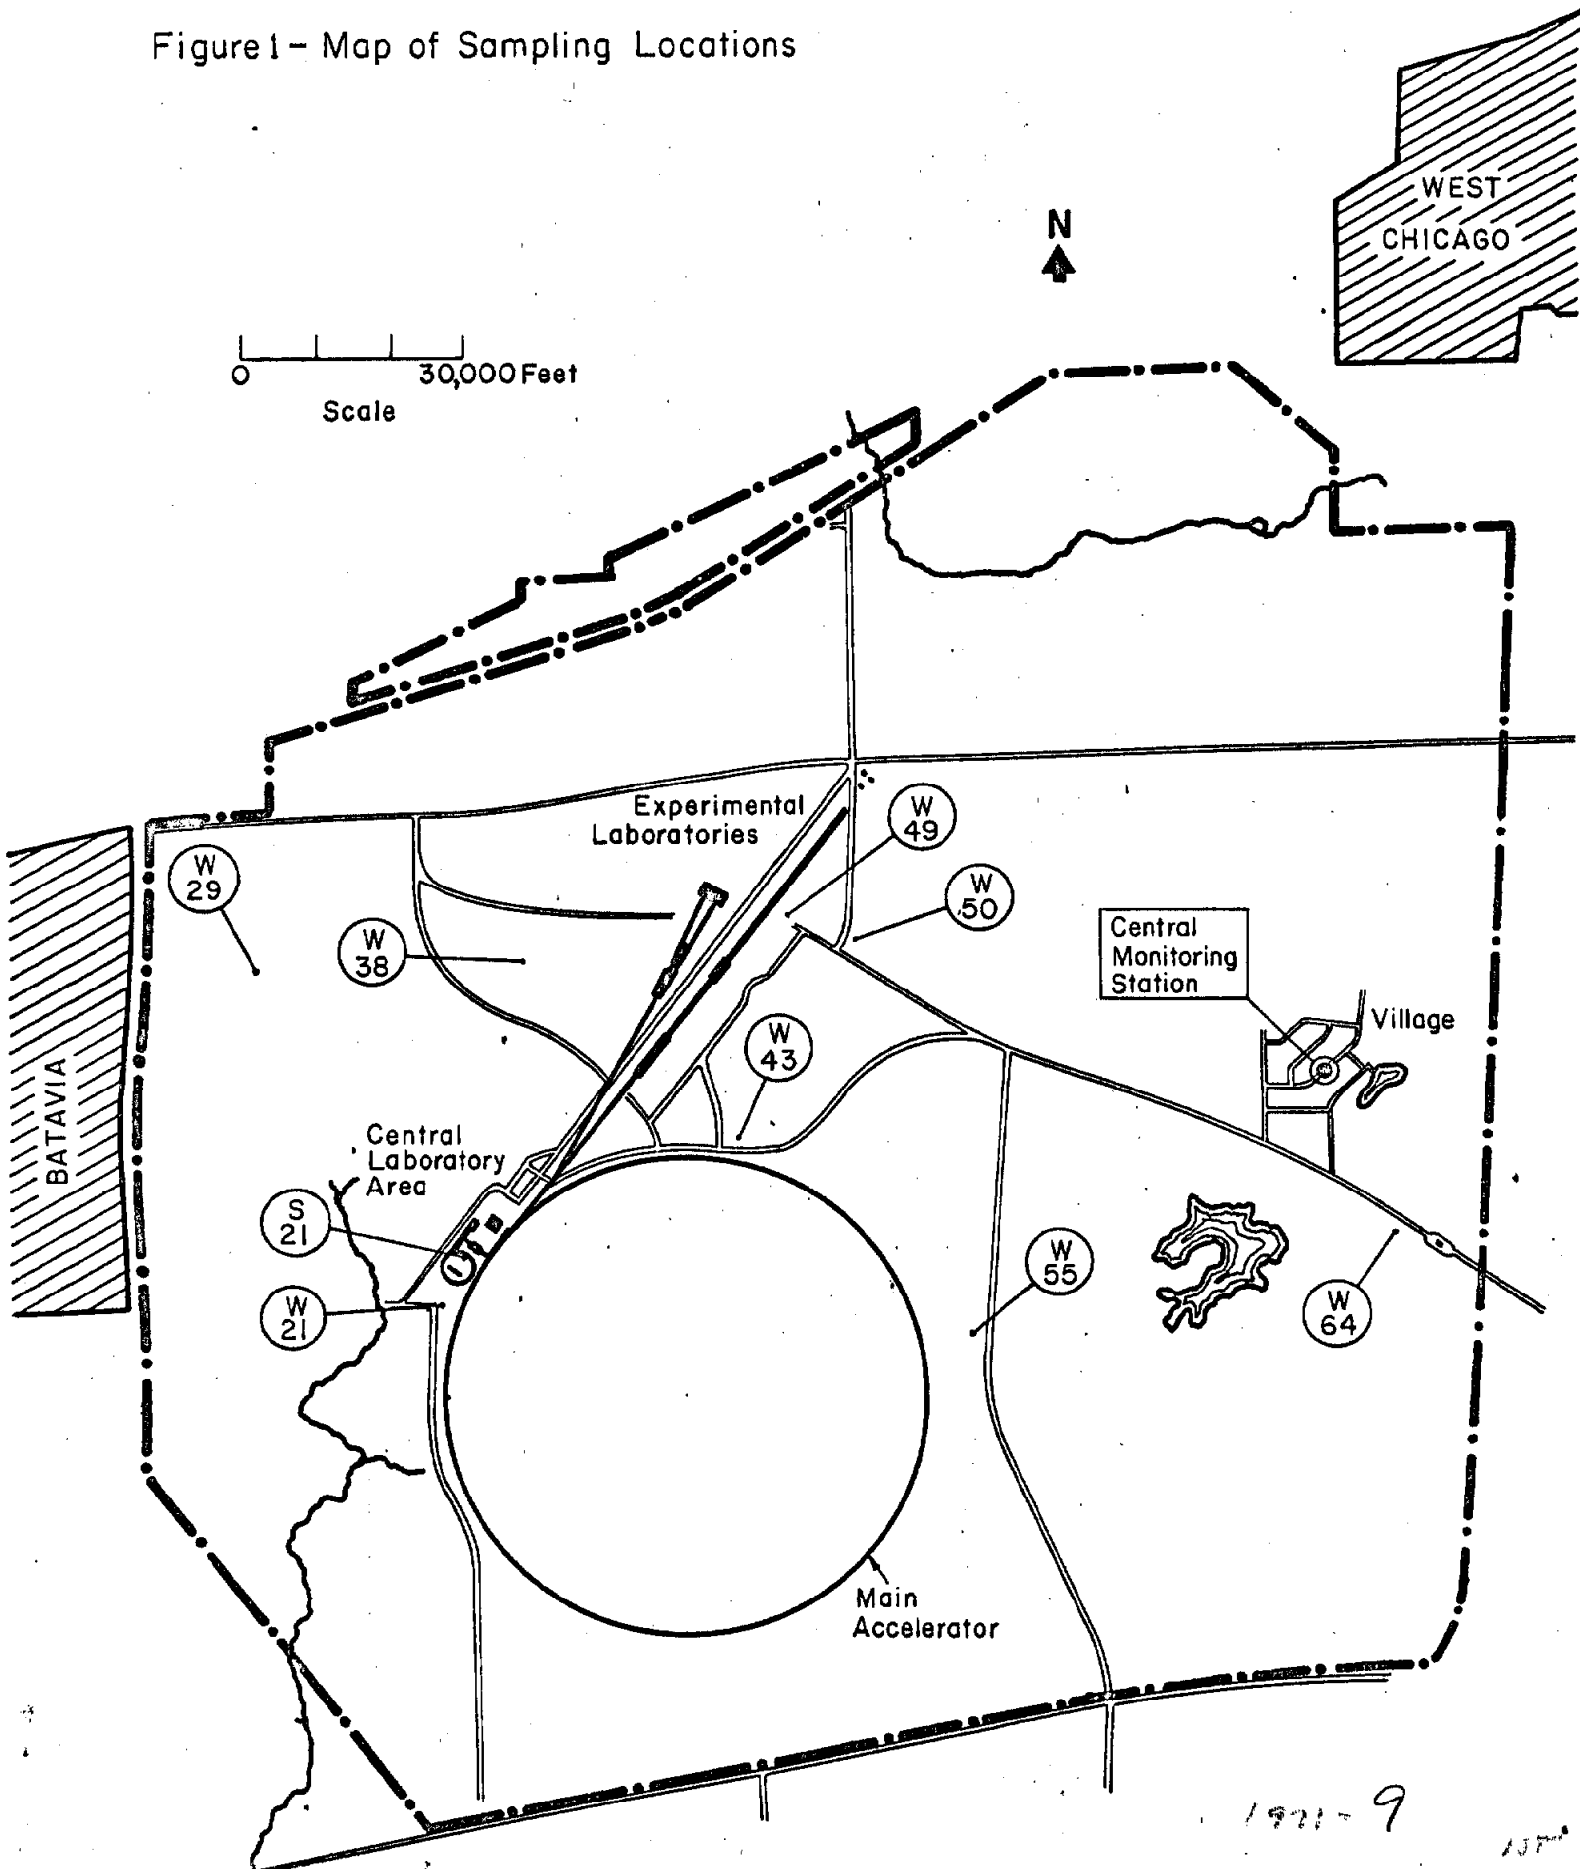 Figure 1 - Map of Sampling Locations
WEST
CHICAGO
N
0
30,000 Feet
Scale
Experimental
Laboratories
W
49
W
29
W
50
W
38
Central
Monitoring
Station
Village
W
43
BATAVIA
Central
Laboratory
Area
S
21
W
55
W
21
W
64
Main
Accelerator
1971-9